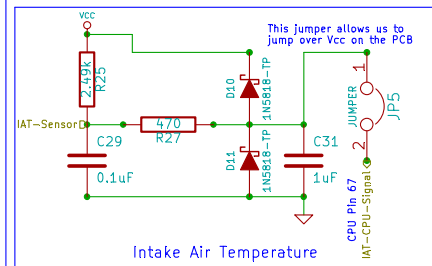 vcc
This jumper allows us to
jump over Vcc on the PCB
2.49k
R25
D10
1N5818-TP
1
JUMPER
JP5
2
IAT-Sensor
470
R27
C29
0.1uF
D11
1N5818-TP
C31
1uF
CPU Pin 67
IAT-CPU-Signal
Intake Air Temperature